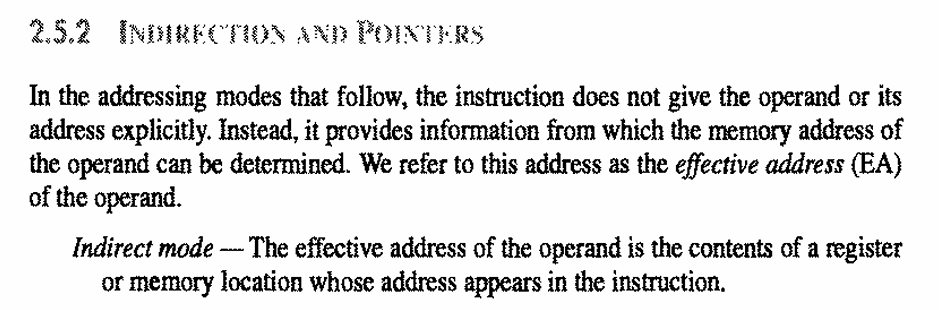 2.5.2 INDIRECTION AND POINTERS
In the addressing modes that follow, the instruction does not give the operand or its
address explicitly. Instead, it provides information from which the memory address of
the operand can be determined. We refer to this address as the effective address (EA)
of the operand.
Indirect mode — The effective address of the operand is the contents of a register
or memory location whose address appears in the instruction.